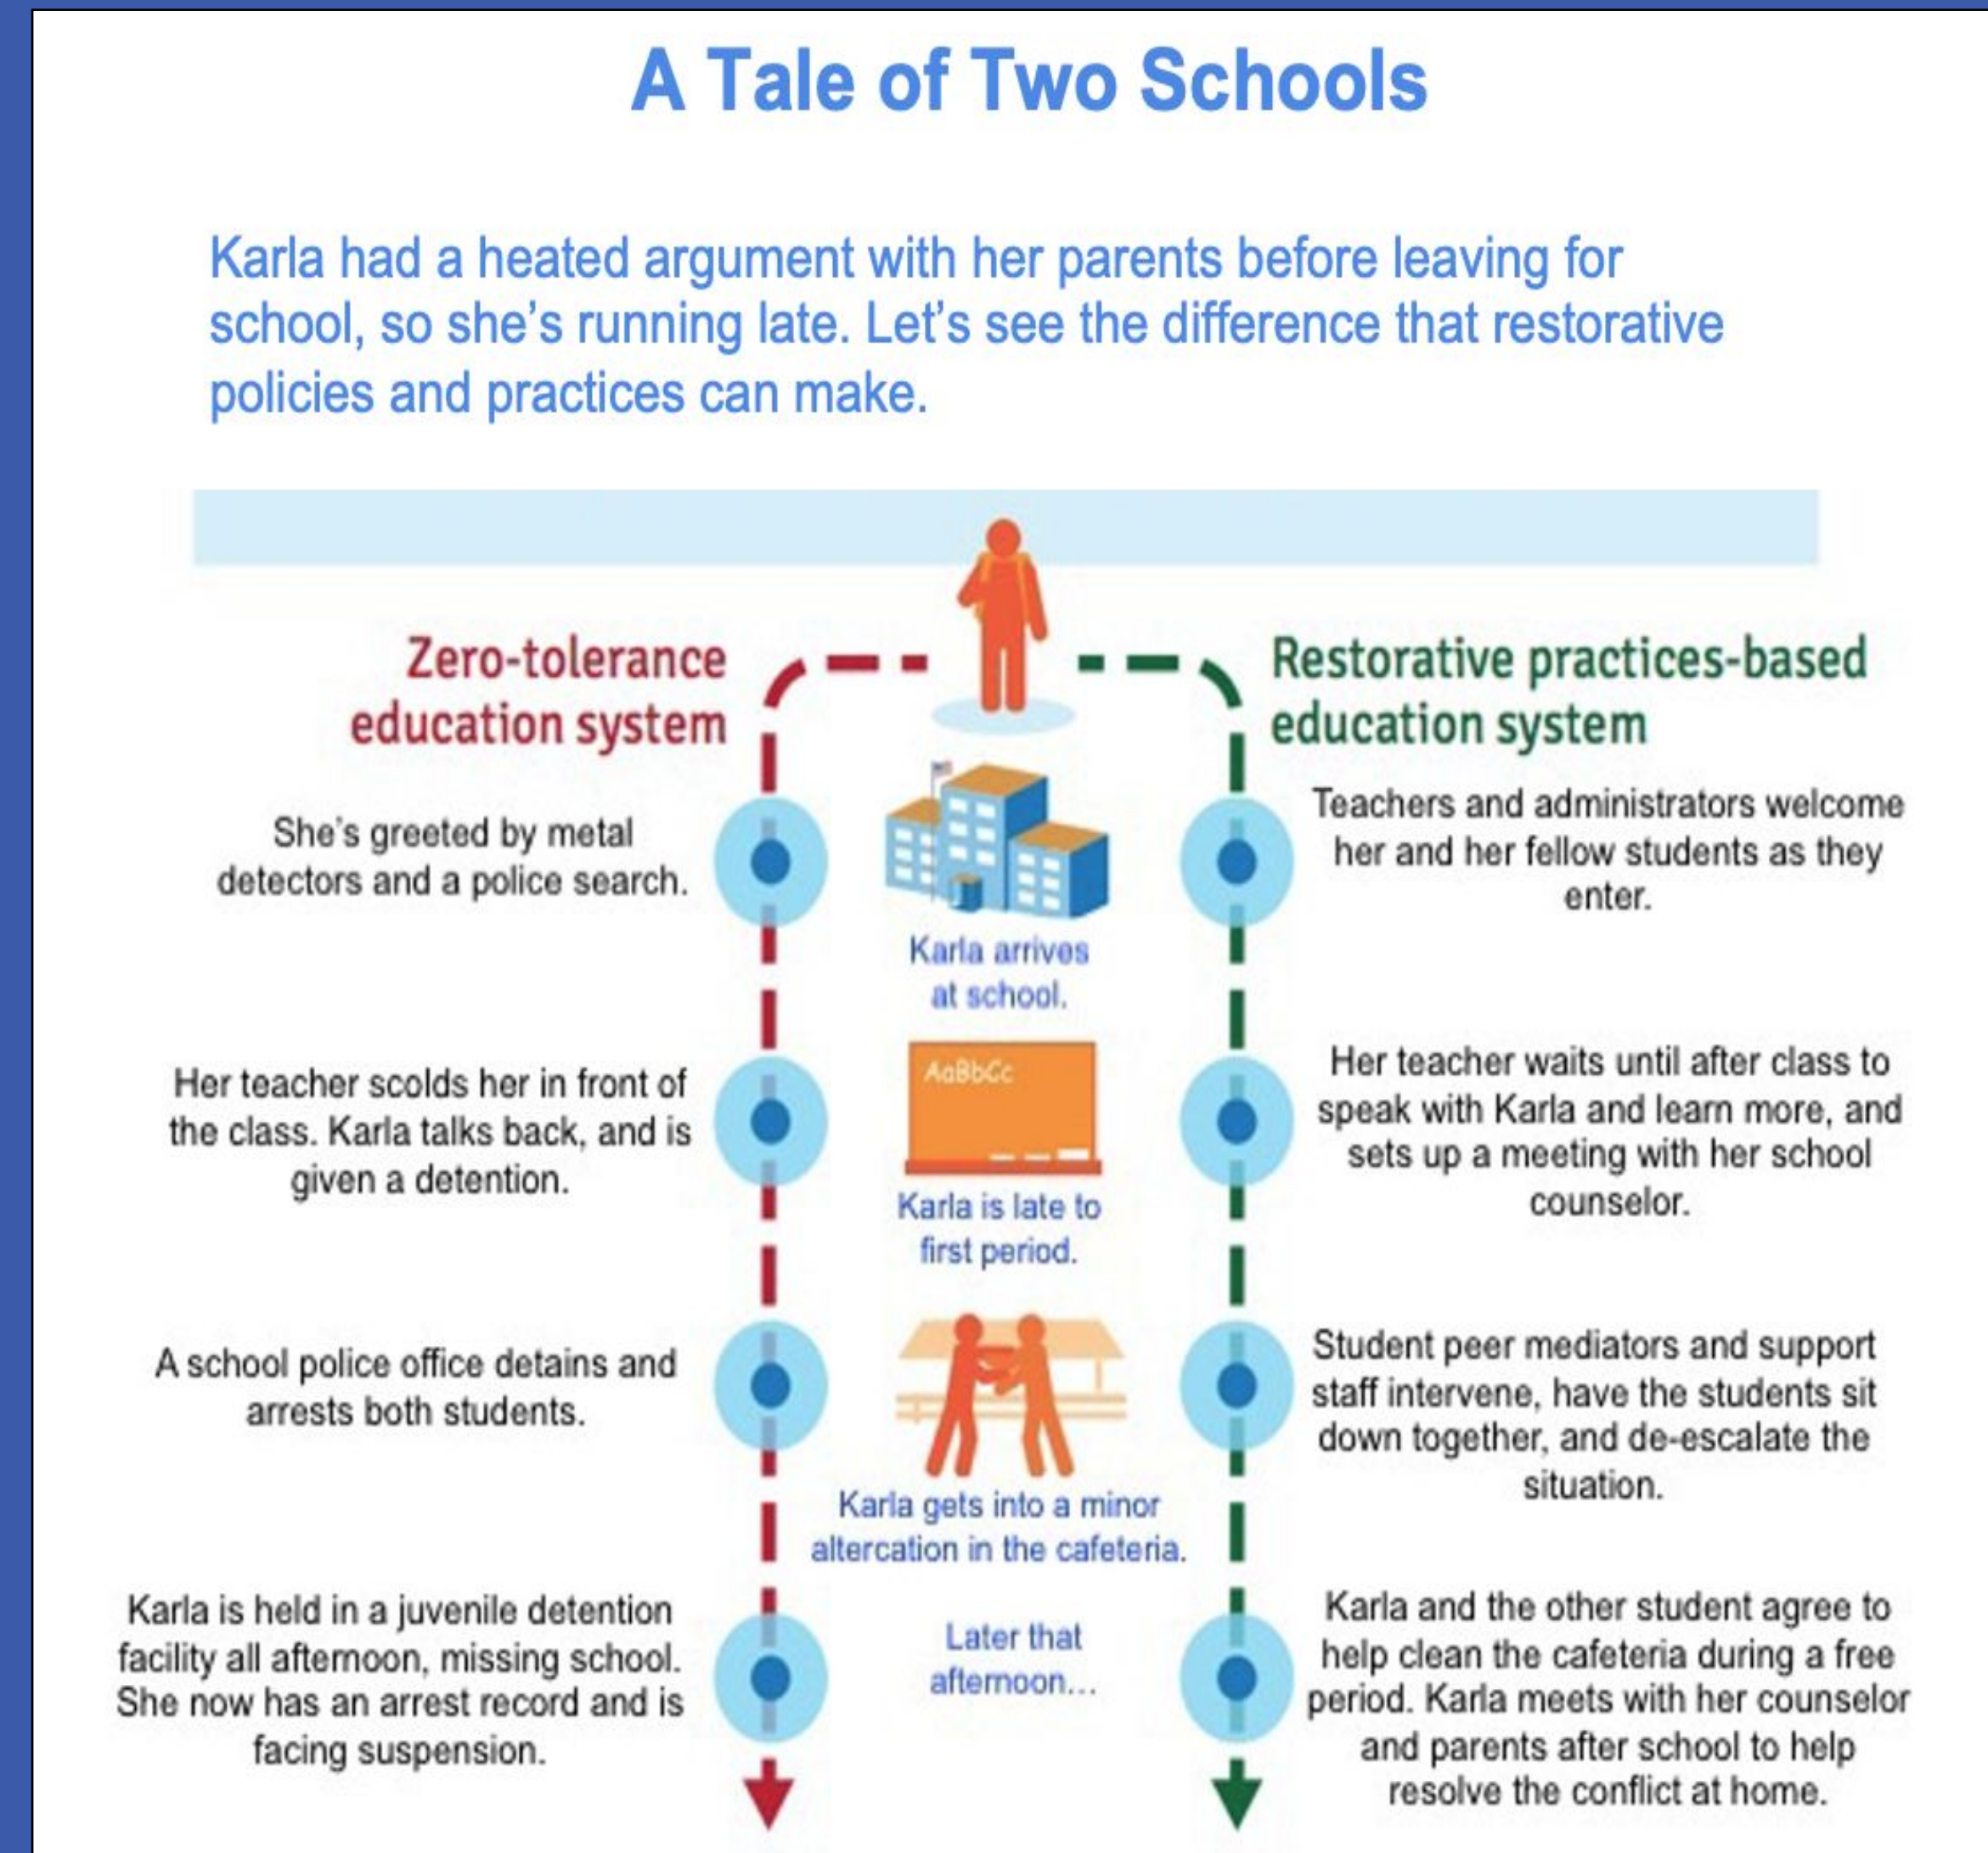 A Tale of Two Schools
Karla had a heated argument with her parents before leaving for
school, so she's running late. Let's see the difference that restorative
policies and practices can make.
Zero-tolerance
education system
Restorative practices-based
education system
She's greeted by metal
detectors and a police search.
Karla arrives
at school.
Teachers and administrators welcome
her and her fellow students as they
enter.
Her teacher scolds her in front of
the class. Karla talks back, and is
given a detention.
AaBbCc
Karla is late to
first period.
Her teacher waits until after class to
speak with Karla and learn more, and
sets up a meeting with her school
counselor.
A school police office detains and
arrests both students.
Karla gets into a minor
altercation in the cafeteria.
Student peer mediators and support
staff intervene, have the students sit
down together, and de-escalate the
situation.
Karla is held in a juvenile detention
facility all afternoon, missing school.
She now has an arrest record and is
facing suspension.
Later that
afternoon...
Karla and the other student agree to
help clean the cafeteria during a free
period. Karla meets with her counselor
and parents after school to help
resolve the conflict at home.